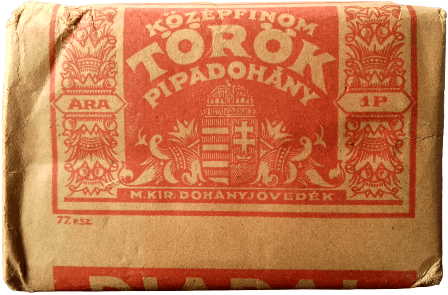 KÖZÉPFINOM
TÖRÖK
PIPADOHÁNY
ÁRA
1P
M. KIR. DOHÁNYJÖVEDÉK
77. P. SZ.